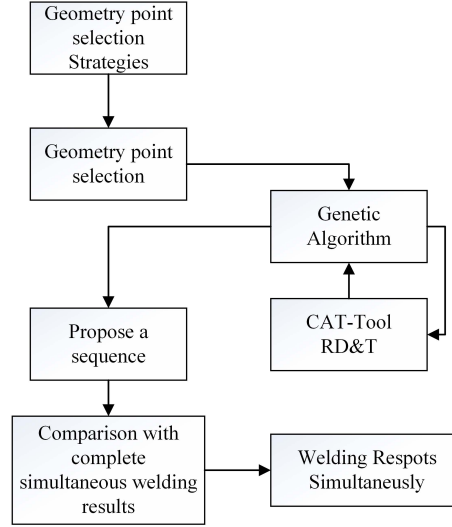 Geometry point
selection
Strategies
Geometry point
selection
Genetic
Algorithm
CAT-Tool
RD&T
Propose a
sequence
Comparison with
complete
simultaneous welding
results
Welding Respots
Simultaneusly